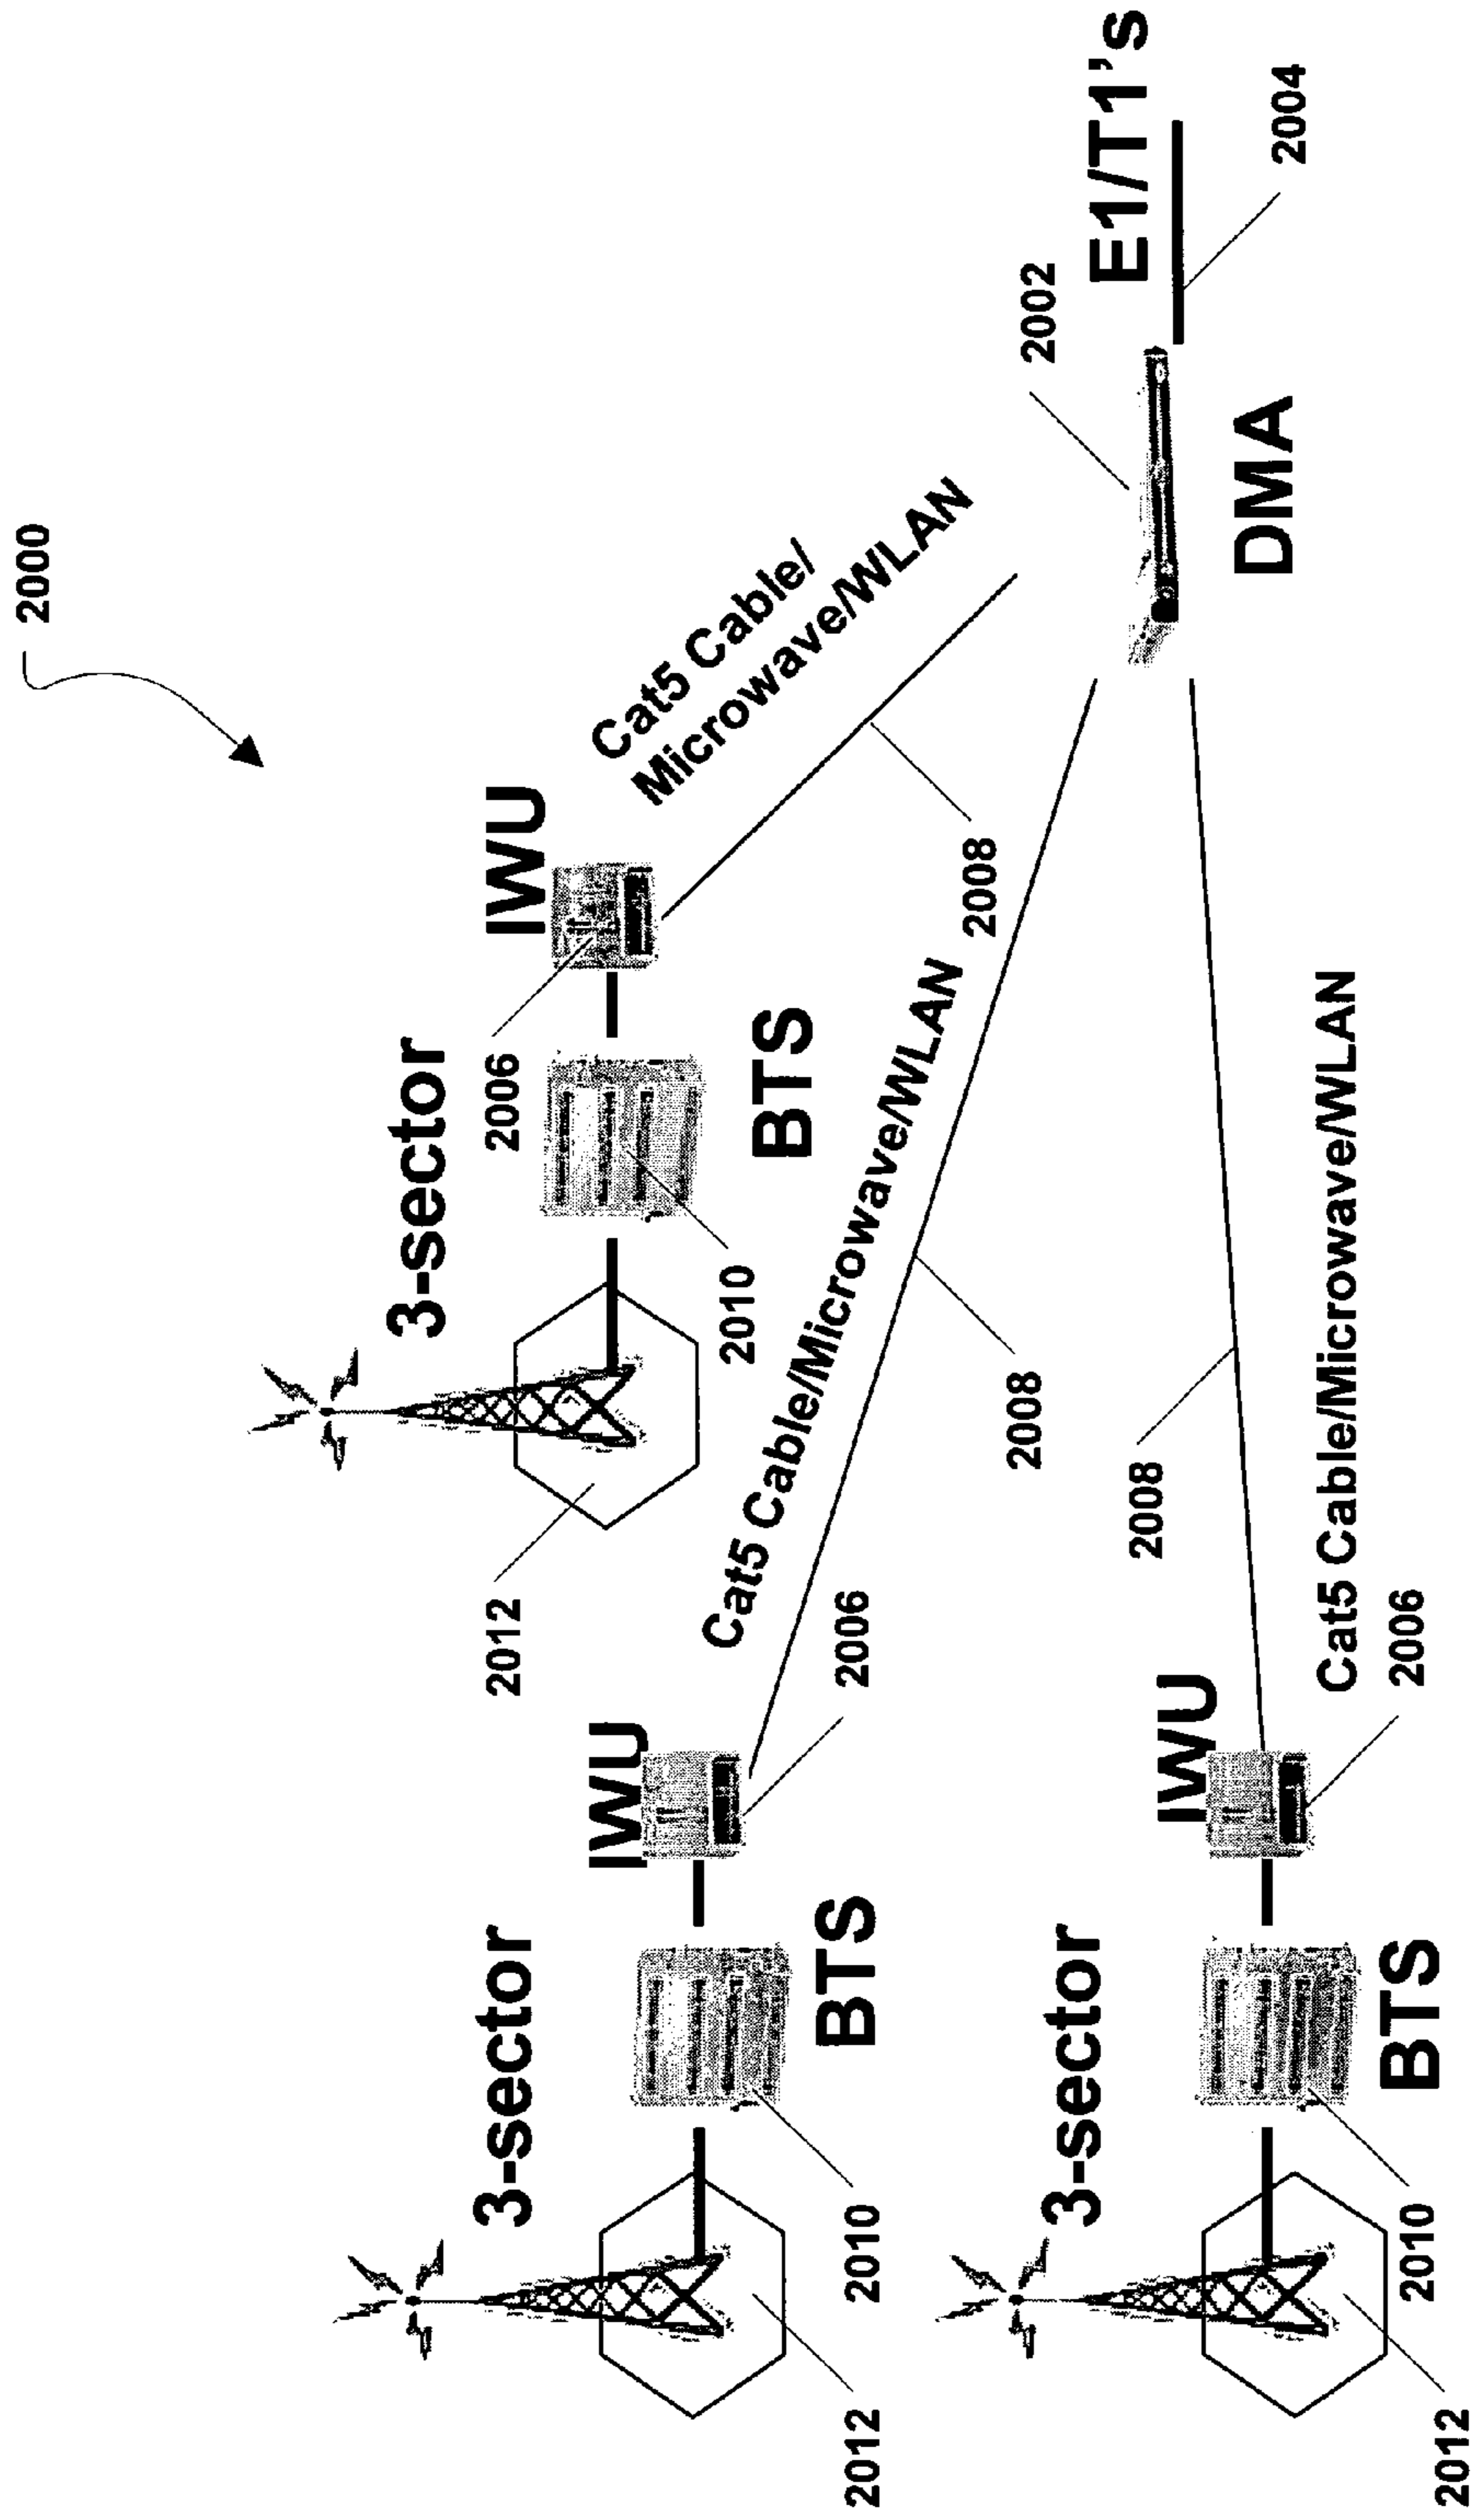 2000
3-sector
IWU
2006
Cat5 Cable/
Microwave/WLAN
2012
2010
BTS
2008
3-sector
IWU
Cat5 Cable/Microwave/WLAN
2006
BTS
2012
2010
2008
2002
E1/T1's
2004
DMA
3-sector
IWU
2008
Cat5 Cable/Microwave/WLAN
2006
BTS
2012
2010